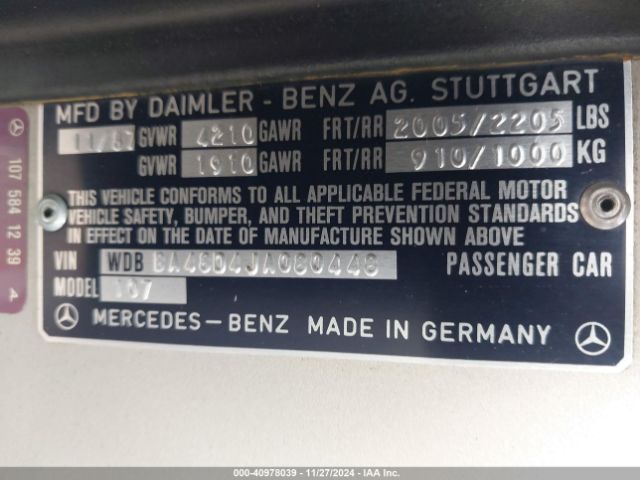 MFD BY DAIMLER - BENZ AG. STUTTGART
11/87 GVWR 4210 GAWR FRT/RR 2005/2205 LBS
GVWR 1910 GAWR FRT/RR 910/1000 KG
THIS VEHICLE CONFORMS TO ALL APPLICABLE FEDERAL MOTOR
VEHICLE SAFETY, BUMPER, AND THEFT PREVENTION STANDARDS
IN EFFECT ON THE DATE OF MANUFACTURE SHOWN ABOVE
VIN WDB BA48D4JA080448 PASSENGER CAR
MODEL 107
MERCEDES-BENZ MADE IN GERMANY
107 584 12 39 A
000-40978039 - 11/27/2024 - IAA Inc.